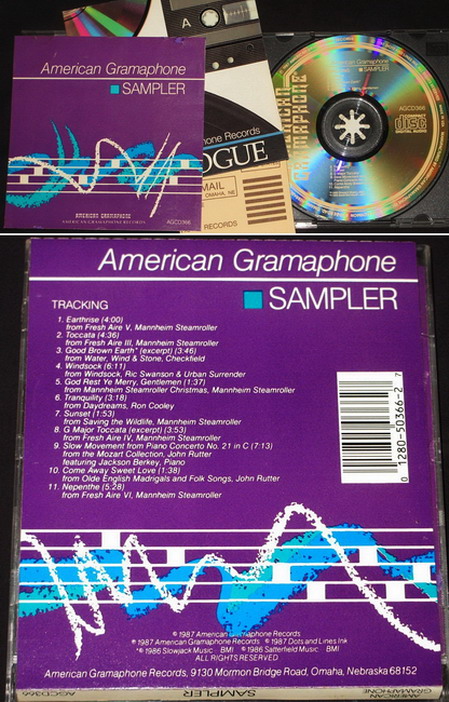 American Gramaphone
SAMPLER
AMERICAN GRAMAPHONE
AMERICAN GRAMAPHONE RECORDS
AGCD366
A
phone Records
OGUE
MAIL
OMAHA, NE
RECORDS
AMERICAN
GRAMAPHONE
SAMPLER
AGCD366
COMPACT
disc
DIGITAL AUDIO
American Gramaphone
SAMPLER
TRACKING
1. Earthrise (4:00)
from Fresh Aire V, Mannheim Steamroller
2. Toccata (4:36)
from Fresh Aire III, Mannheim Steamroller
3. Good Brown Earth* (excerpt) (3:46)
from Water, Wind & Stone, Checkfield
4. Windsock (6:11)
from Windsock, Ric Swanson & Urban Surrender
5. God Rest Ye Merry, Gentlemen (1:37)
from Mannheim Steamroller Christmas, Mannheim Steamroller
6. Tranquility (3:18)
from Daydreams, Ron Cooley
7. Sunset (1:53)
from Saving the Wildlife, Mannheim Steamroller
8. G Major Toccata (excerpt) (3:53)
from Fresh Aire IV, Mannheim Steamroller
9. Slow Movement from Piano Concerto No. 21 in C (7:13)
from the Mozart Collection, John Rutter
featuring Jackson Berkey, Piano
10. Come Away Sweet Love (1:38)
from Olde English Madrigals and Folk Songs, John Rutter
11. Nepenthe (5:28)
from Fresh Aire VI, Mannheim Steamroller
0 1280-50366-2 7
℗ 1987 American Gramaphone Records
© 1987 American Gramaphone Records © 1987 Dots and Lines Ink
*© 1986 Slowjack Music BMI © 1986 Satterfield Music BMI
ALL RIGHTS RESERVED
American Gramaphone Records, 9130 Mormon Bridge Road, Omaha, Nebraska 68152
AGCD366
SAMPLER
AMERICAN
GRAMAPHONE